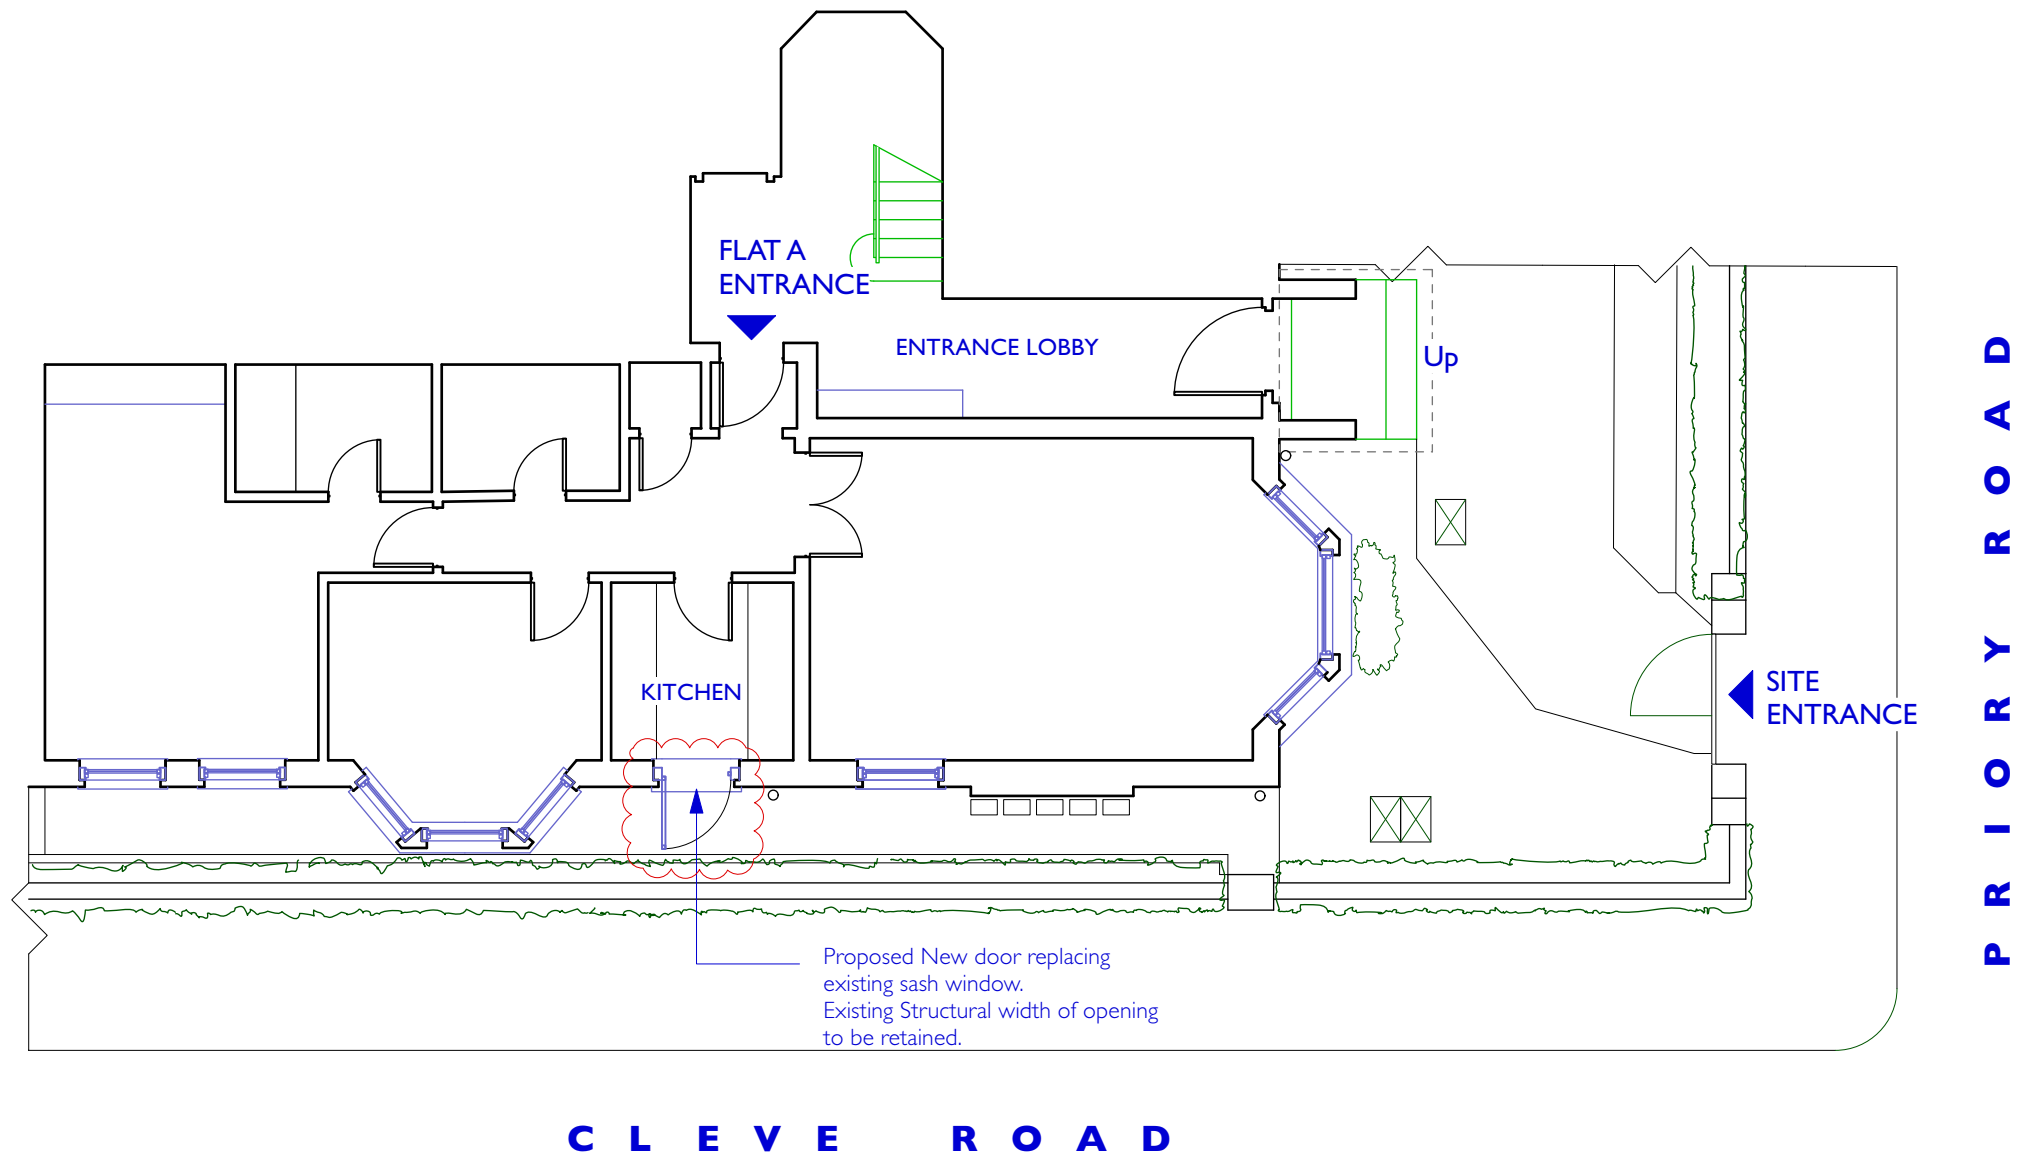 FLAT A
ENTRANCE
ENTRANCE LOBBY
Up
KITCHEN
SITE
ENTRANCE
PRIORY ROAD
Proposed New door replacing
existing sash window.
Existing Structural width of opening
to be retained.
CLEVE ROAD